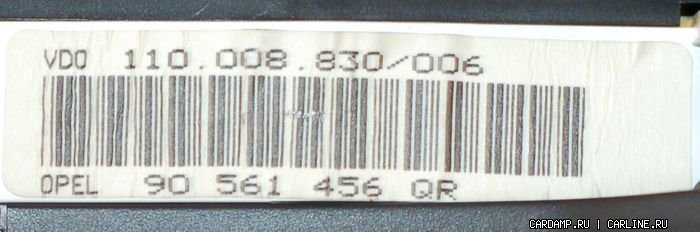 VDO 110.008.830/006
OPEL 90 561 456 QR
CARDAMP.RU | CARLINE.RU